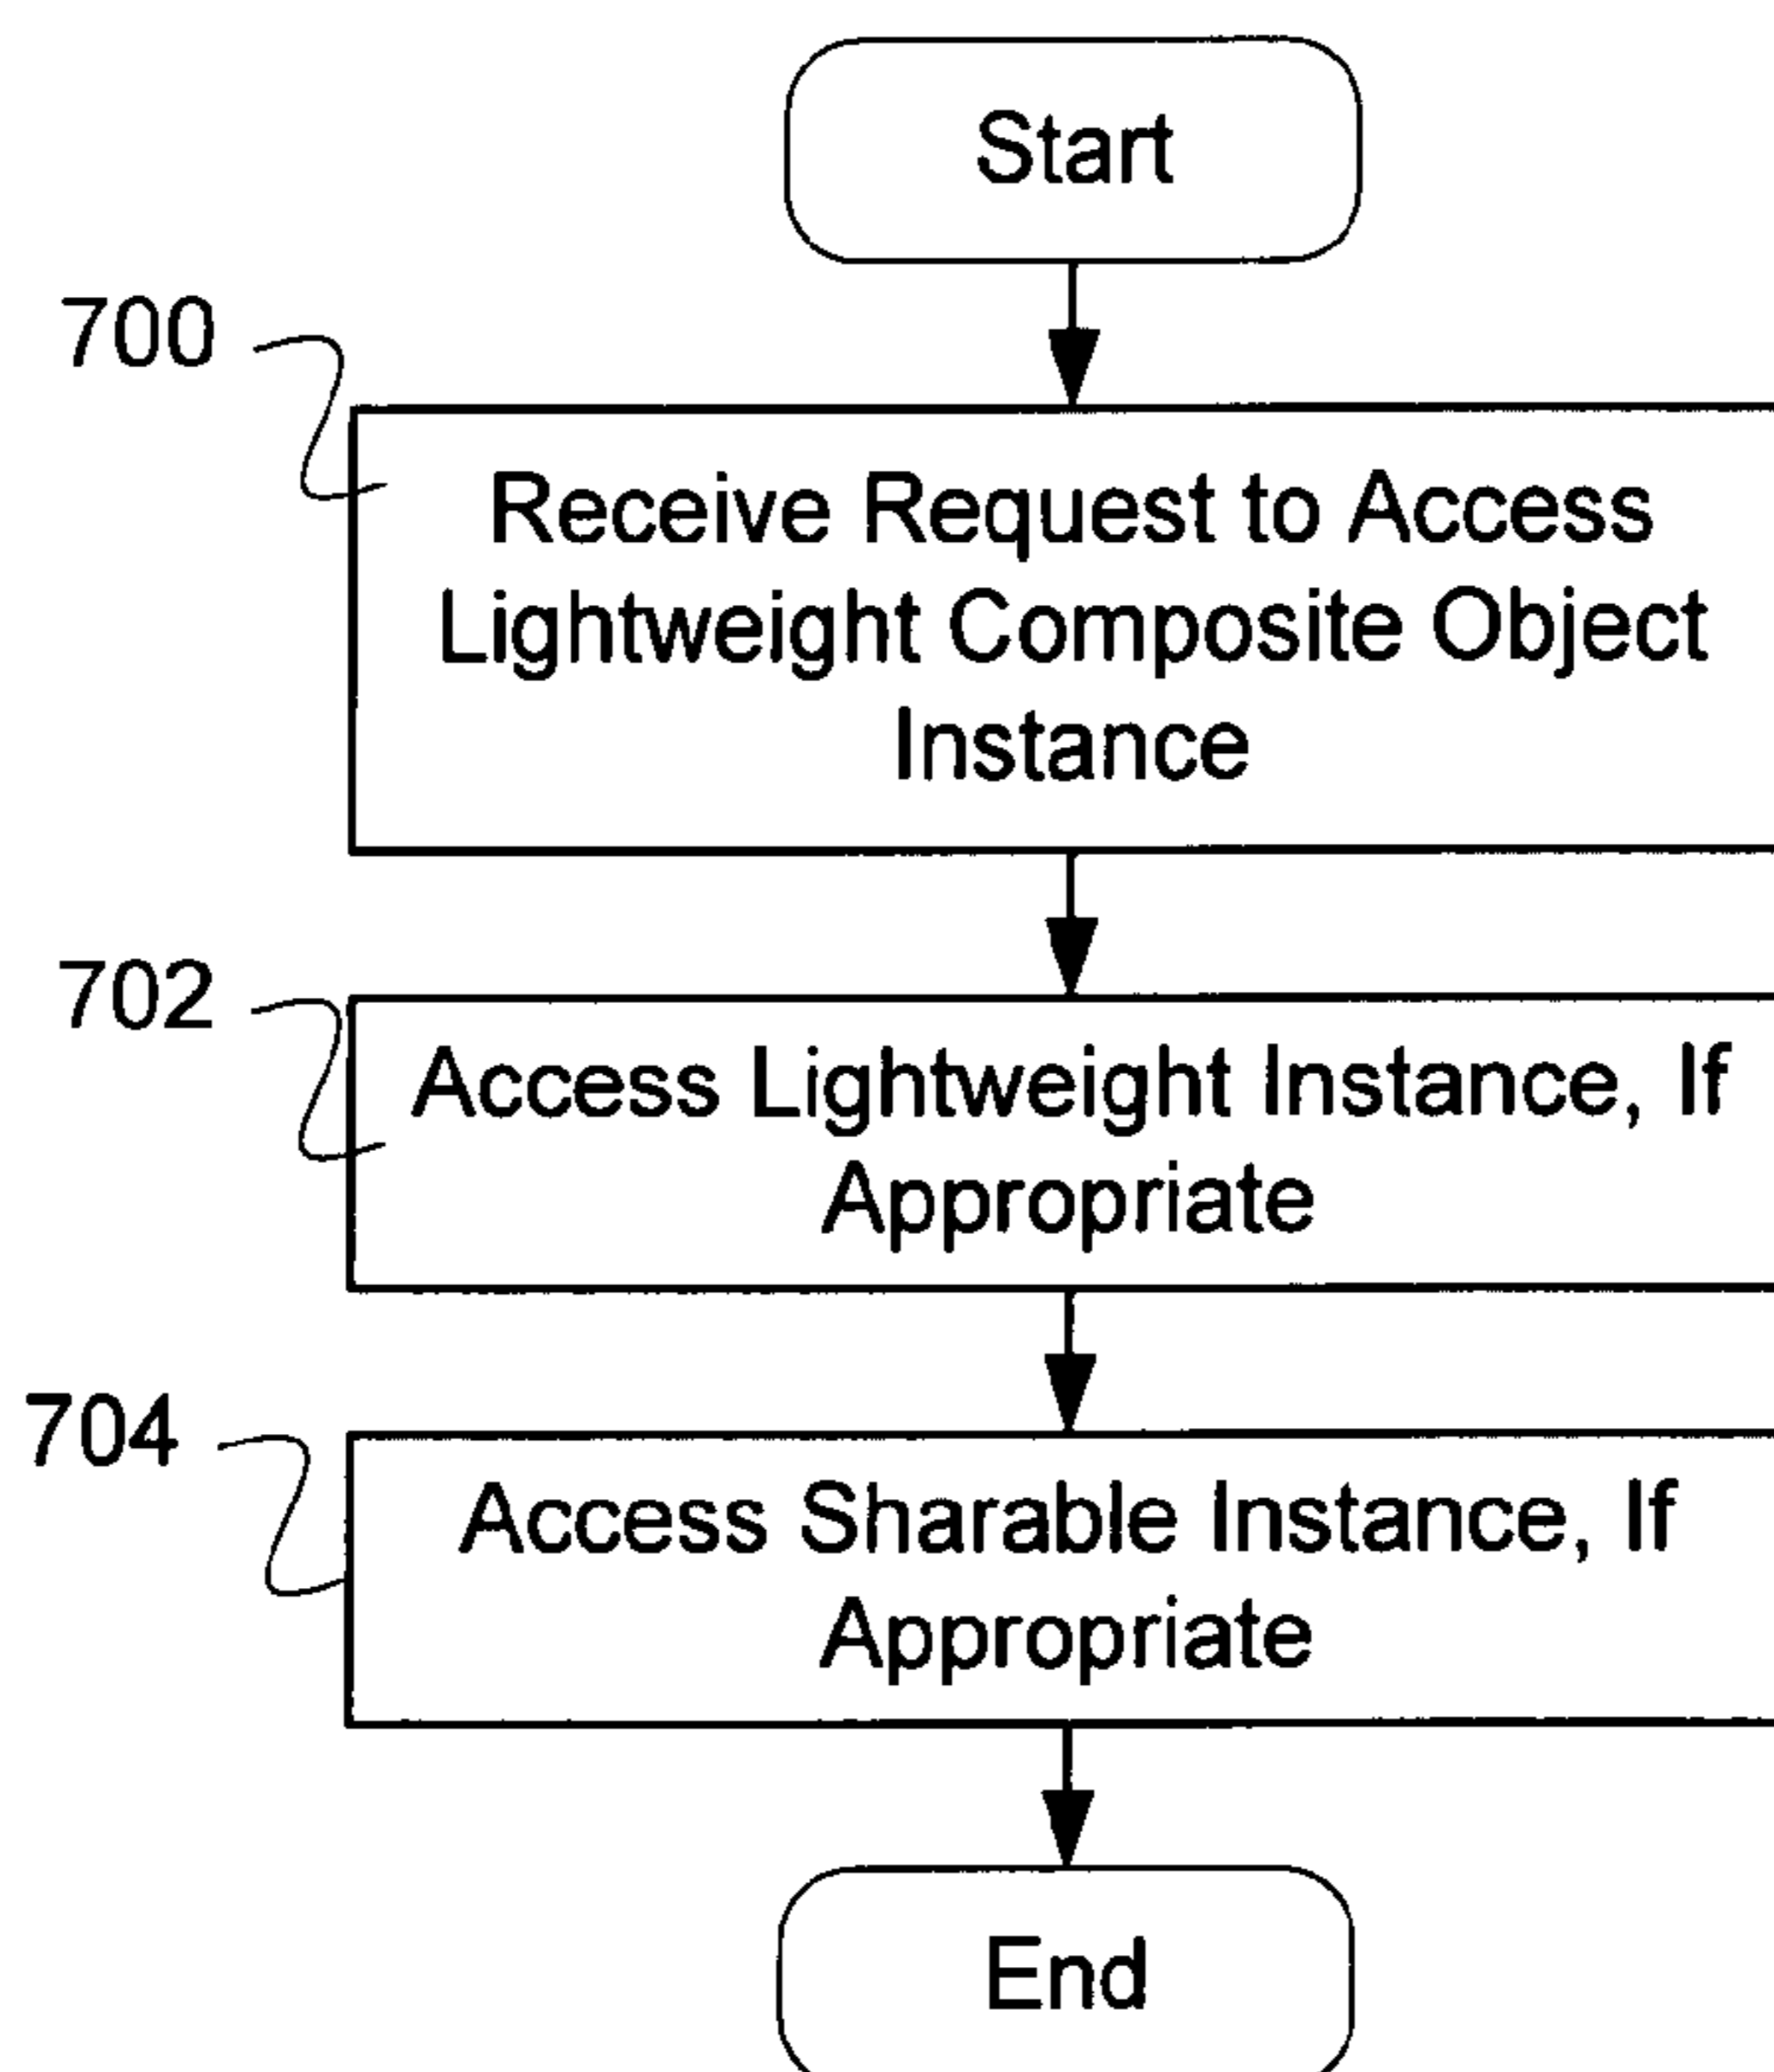 Start
700
Receive Request to Access
Lightweight Composite Object
Instance
702
Access Lightweight Instance, If
Appropriate
704
Access Sharable Instance, If
Appropriate
End